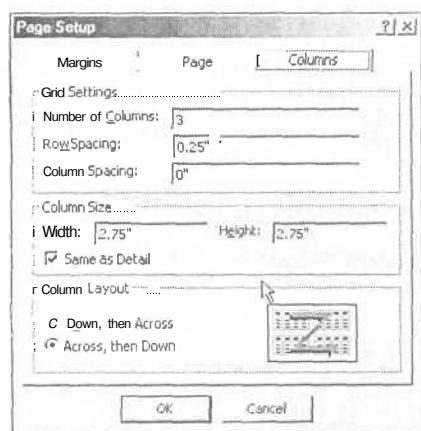 Page Setup ? ×
Margins Page Columns
Grid Settings
Number of Columns: 3
Row Spacing: 0.25"
Column Spacing: 0"
Column Size
Width: 2.75" Height: 2.75"
Same as Detail
Column Layout
Down, then Across
Across, then Down
OK Cancel